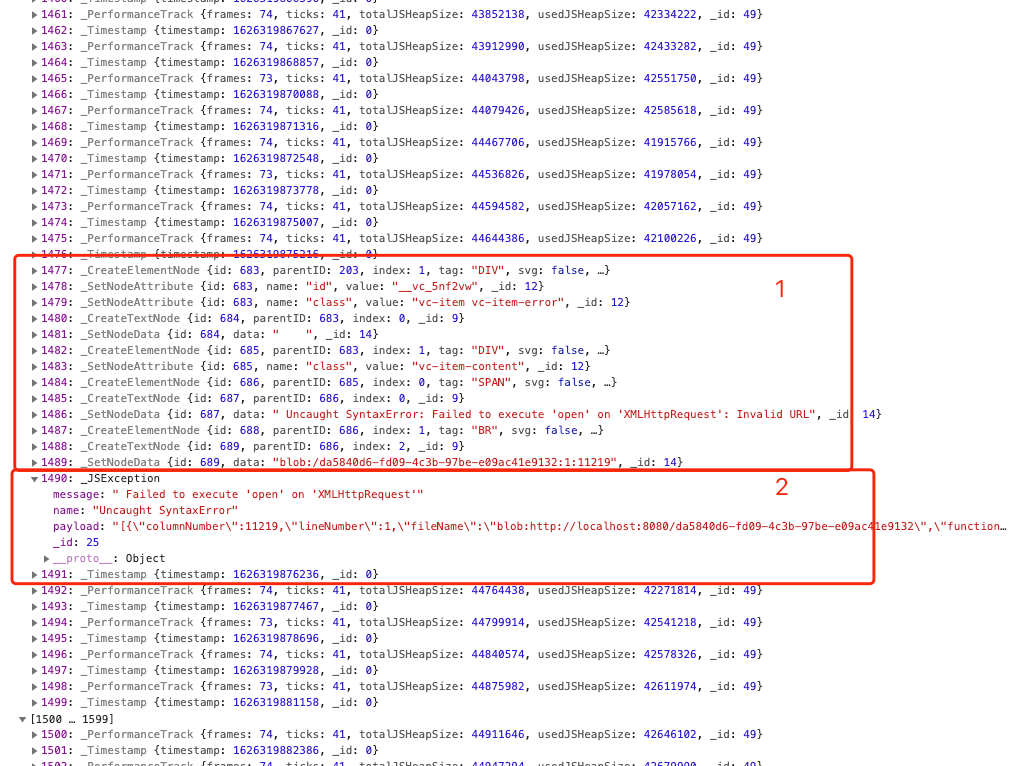 1461: _PerformanceTrack {frames: 74, ticks: 41, totalJSHeapSize: 43852138, usedJSHeapSize: 42334222, _id: 49}
1462: _Timestamp {timestamp: 1626319867627, _id: 0}
1463: _PerformanceTrack {frames: 74, ticks: 41, totalJSHeapSize: 43912990, usedJSHeapSize: 42433282, _id: 49}
1464: _Timestamp {timestamp: 1626319868857, _id: 0}
1465: _PerformanceTrack {frames: 73, ticks: 41, totalJSHeapSize: 44043798, usedJSHeapSize: 42551750, _id: 49}
1466: _Timestamp {timestamp: 1626319870088, _id: 0}
1467: _PerformanceTrack {frames: 74, ticks: 41, totalJSHeapSize: 44079426, usedJSHeapSize: 42585618, _id: 49}
1468: _Timestamp {timestamp: 1626319871316, _id: 0}
1469: _PerformanceTrack {frames: 74, ticks: 41, totalJSHeapSize: 44467706, usedJSHeapSize: 41915766, _id: 49}
1470: _Timestamp {timestamp: 1626319872548, _id: 0}
1471: _PerformanceTrack {frames: 73, ticks: 41, totalJSHeapSize: 44536826, usedJSHeapSize: 41978054, _id: 49}
1472: _Timestamp {timestamp: 1626319873778, _id: 0}
1473: _PerformanceTrack {frames: 74, ticks: 41, totalJSHeapSize: 44594582, usedJSHeapSize: 42057162, _id: 49}
1474: _Timestamp {timestamp: 1626319875007, _id: 0}
1475: _PerformanceTrack {frames: 74, ticks: 41, totalJSHeapSize: 44644386, usedJSHeapSize: 42100226, _id: 49}
1476: _Timestamp {timestamp: 1626319875216, _id: 0}
1477: _CreateElementNode {id: 683, parentID: 203, index: 1, tag: "DIV", svg: false, …}
1478: _SetNodeAttribute {id: 683, name: "id", value: "__vc_5nf2vw", _id: 12}
1
1479: _SetNodeAttribute {id: 683, name: "class", value: "vc-item vc-item-error", _id: 12}
1480: _CreateTextNode {id: 684, parentID: 683, index: 0, _id: 9}
1481: _SetNodeData {id: 684, data: "    ", _id: 14}
1482: _CreateElementNode {id: 685, parentID: 683, index: 1, tag: "DIV", svg: false, …}
1483: _SetNodeAttribute {id: 685, name: "class", value: "vc-item-content", _id: 12}
1484: _CreateElementNode {id: 686, parentID: 685, index: 0, tag: "SPAN", svg: false, …}
1485: _CreateTextNode {id: 687, parentID: 686, index: 0, _id: 9}
1486: _SetNodeData {id: 687, data: " Uncaught SyntaxError: Failed to execute 'open' on 'XMLHttpRequest': Invalid URL", _id: 14}
1487: _CreateElementNode {id: 688, parentID: 686, index: 1, tag: "BR", svg: false, …}
1488: _CreateTextNode {id: 689, parentID: 686, index: 2, _id: 9}
1489: _SetNodeData {id: 689, data: "blob:/da5840d6-fd09-4c3b-97be-e09ac41e9132:1:11219", _id: 14}
1490: _JSException
2
message: " Failed to execute 'open' on 'XMLHttpRequest'"
name: "Uncaught SyntaxError"
payload: "[{\"columnNumber\":11219,\"lineNumber\":1,\"fileName\":\"blob:http://localhost:8080/da5840d6-fd09-4c3b-97be-e09ac41e9132\",\"function…
_id: 25
__proto__: Object
1491: _Timestamp {timestamp: 1626319876236, _id: 0}
1492: _PerformanceTrack {frames: 74, ticks: 41, totalJSHeapSize: 44764438, usedJSHeapSize: 42271814, _id: 49}
1493: _Timestamp {timestamp: 1626319877467, _id: 0}
1494: _PerformanceTrack {frames: 73, ticks: 41, totalJSHeapSize: 44799914, usedJSHeapSize: 42541218, _id: 49}
1495: _Timestamp {timestamp: 1626319878696, _id: 0}
1496: _PerformanceTrack {frames: 74, ticks: 41, totalJSHeapSize: 44840574, usedJSHeapSize: 42578326, _id: 49}
1497: _Timestamp {timestamp: 1626319879928, _id: 0}
1498: _PerformanceTrack {frames: 73, ticks: 41, totalJSHeapSize: 44875982, usedJSHeapSize: 42611974, _id: 49}
1499: _Timestamp {timestamp: 1626319881158, _id: 0}
[1500 … 1599]
1500: _PerformanceTrack {frames: 74, ticks: 41, totalJSHeapSize: 44911646, usedJSHeapSize: 42646102, _id: 49}
1501: _Timestamp {timestamp: 1626319882386, _id: 0}